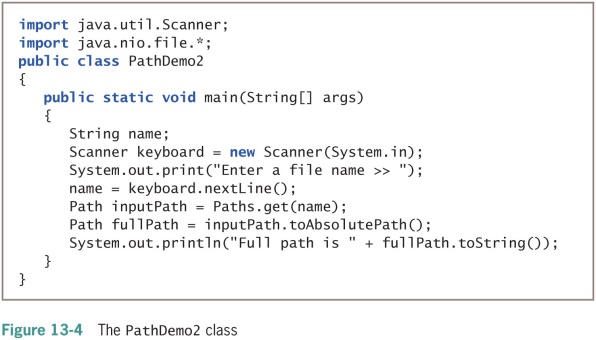 import java.util.Scanner;
import java.nio.file.*;
public class PathDemo2
{
   public static void main(String[] args)
   {
      String name;
      Scanner keyboard = new Scanner(System.in);
      System.out.print("Enter a file name >> ");
      name = keyboard.nextLine();
      Path inputPath = Paths.get(name);
      Path fullPath = inputPath.toAbsolutePath();
      System.out.println("Full path is " + fullPath.toString());
   }
}
Figure 13-4 The PathDemo2 class